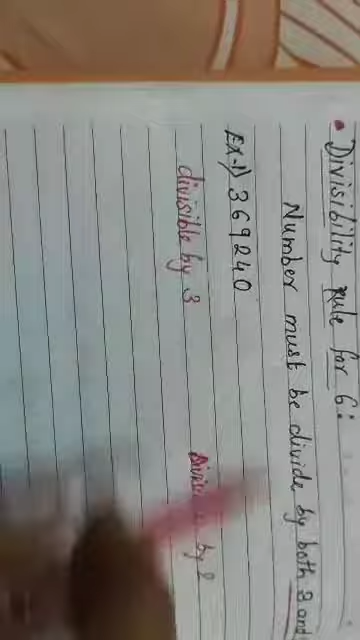 • Divisibility rule for 6:
Number must be divide by both 2 and
EX-1) 369240
divisible by 3 by 2